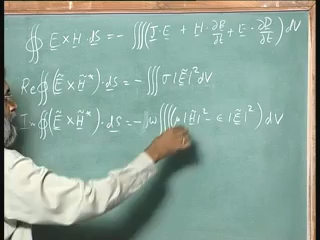 ∯ E × H · ds = - ∭ (J·E + H·∂B/∂t + E·∂D/∂t) dV
Re ∯ (Ẽ × H̃*) · ds = - ∭ σ|Ẽ|² dV
Im ∯ (Ẽ × H̃*) · ds = - jω ∭ (μ|H̃|² - ϵ|Ẽ|²) dV